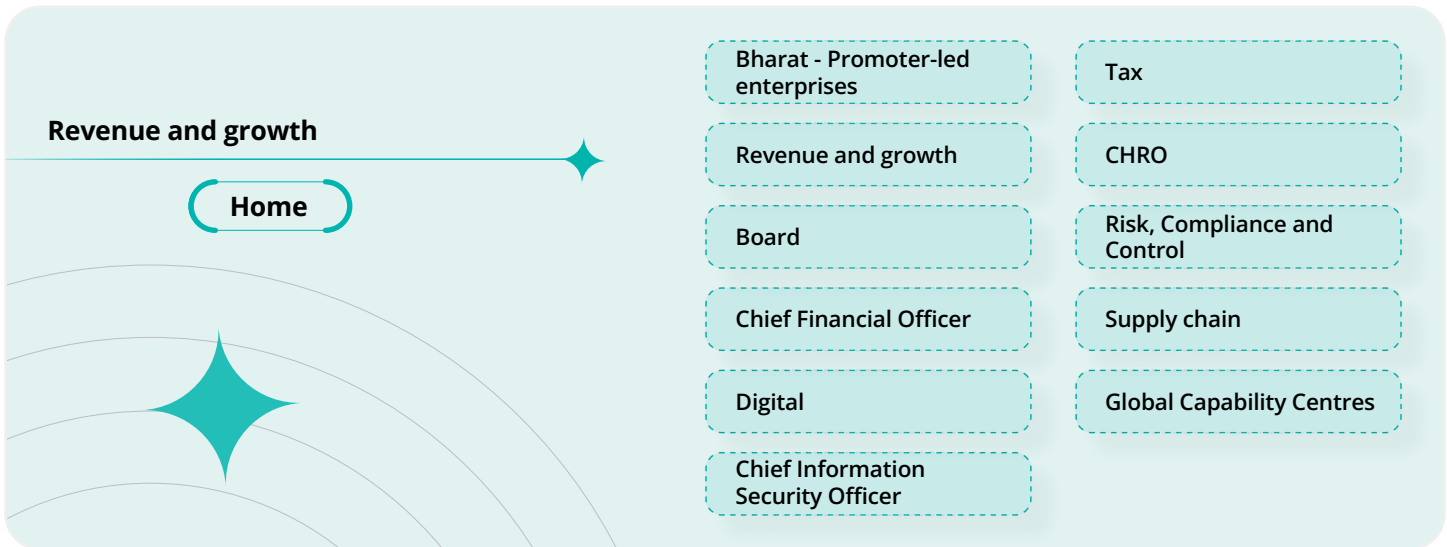 Revenue and growth
Home
Bharat - Promoter-led
enterprises
Revenue and growth
Board
Chief Financial Officer
Digital
Chief Information
Security Officer
Tax
CHRO
Risk, Compliance and
Control
Supply chain
Global Capability Centres